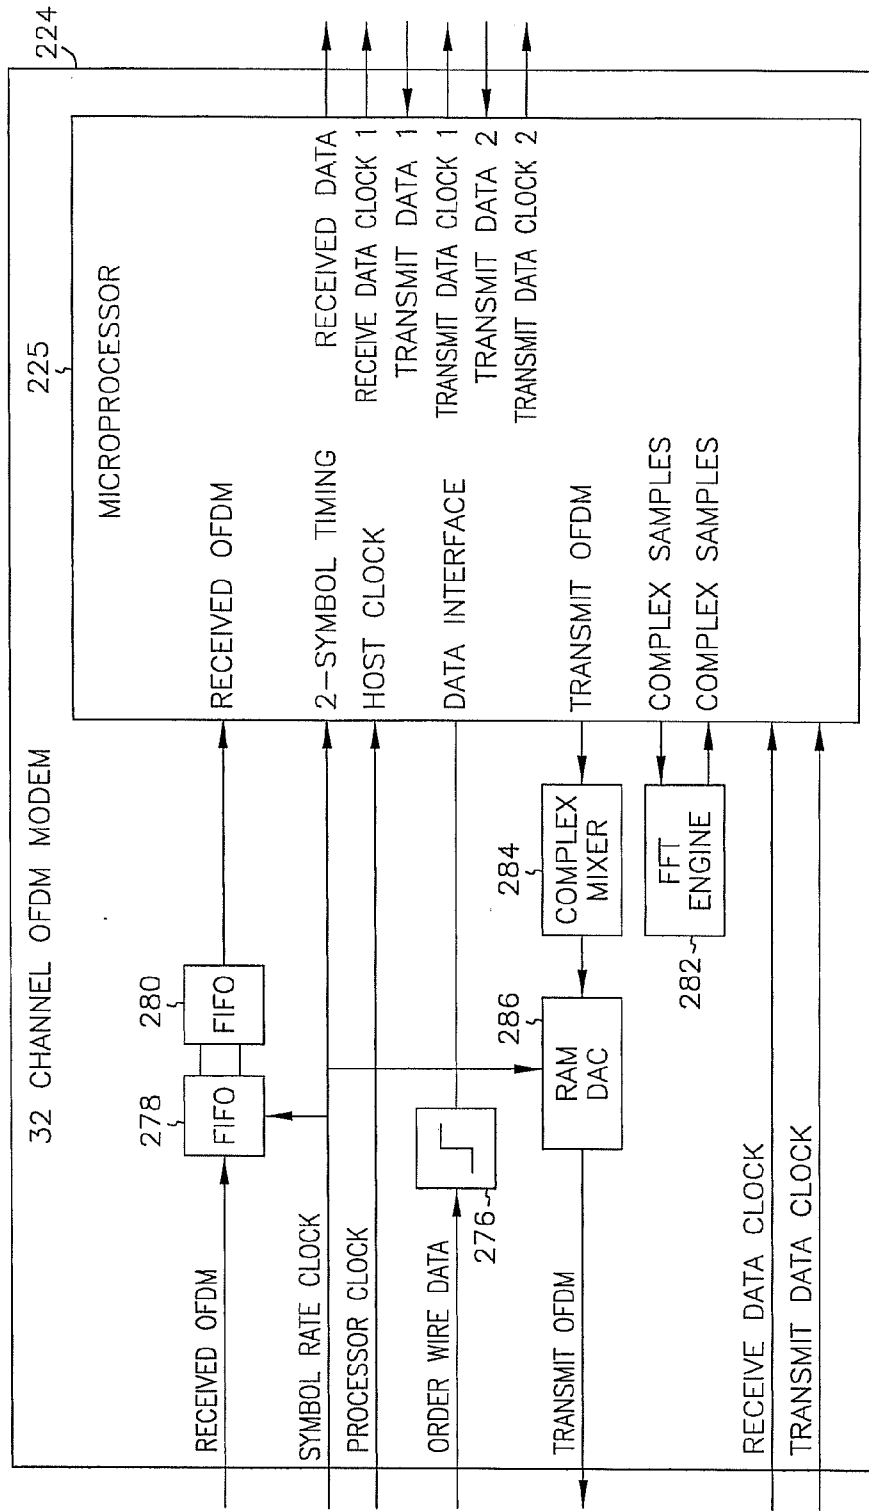 32 CHANNEL OFDM MODEM
224
MICROPROCESSOR
225
RECEIVED OFDM
278
FIFO
280
FIFO
RECEIVED OFDM
SYMBOL RATE CLOCK
2-SYMBOL TIMING
PROCESSOR CLOCK
HOST CLOCK
ORDER WIRE DATA
276
DATA INTERFACE
TRANSMIT OFDM
286
RAM
DAC
284
COMPLEX
MIXER
TRANSMIT OFDM
282
FFT
ENGINE
COMPLEX SAMPLES
COMPLEX SAMPLES
RECEIVE DATA CLOCK
TRANSMIT DATA CLOCK
RECEIVED DATA
RECEIVE DATA CLOCK 1
TRANSMIT DATA 1
TRANSMIT DATA CLOCK 1
TRANSMIT DATA 2
TRANSMIT DATA CLOCK 2